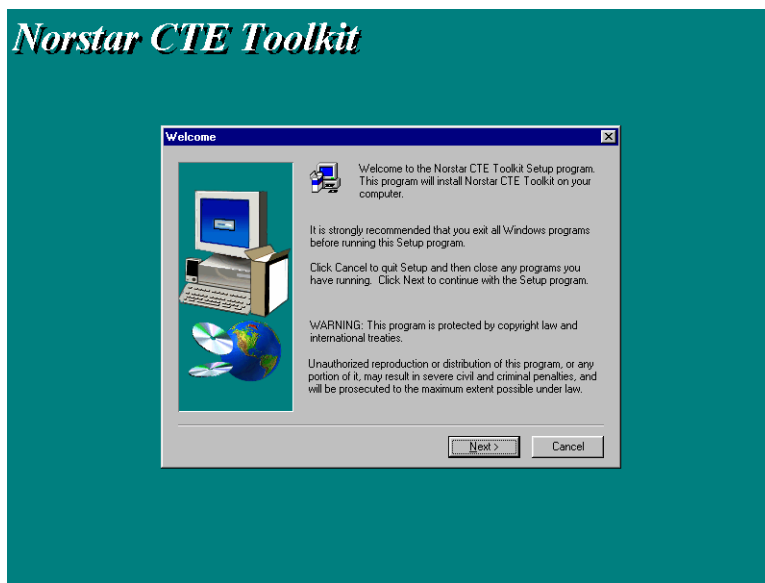 Norstar CTE Toolkit
Welcome
Welcome to the Norstar CTE Toolkit Setup program.
This program will install Norstar CTE Toolkit on your
computer.
It is strongly recommended that you exit all Windows programs
before running this Setup program.
Click Cancel to quit Setup and then close any programs you
have running. Click Next to continue with the Setup program.
WARNING: This program is protected by copyright law and
international treaties.
Unauthorized reproduction or distribution of this program, or any
portion of it, may result in severe civil and criminal penalties, and
will be prosecuted to the maximum extent possible under law.
Next >
Cancel